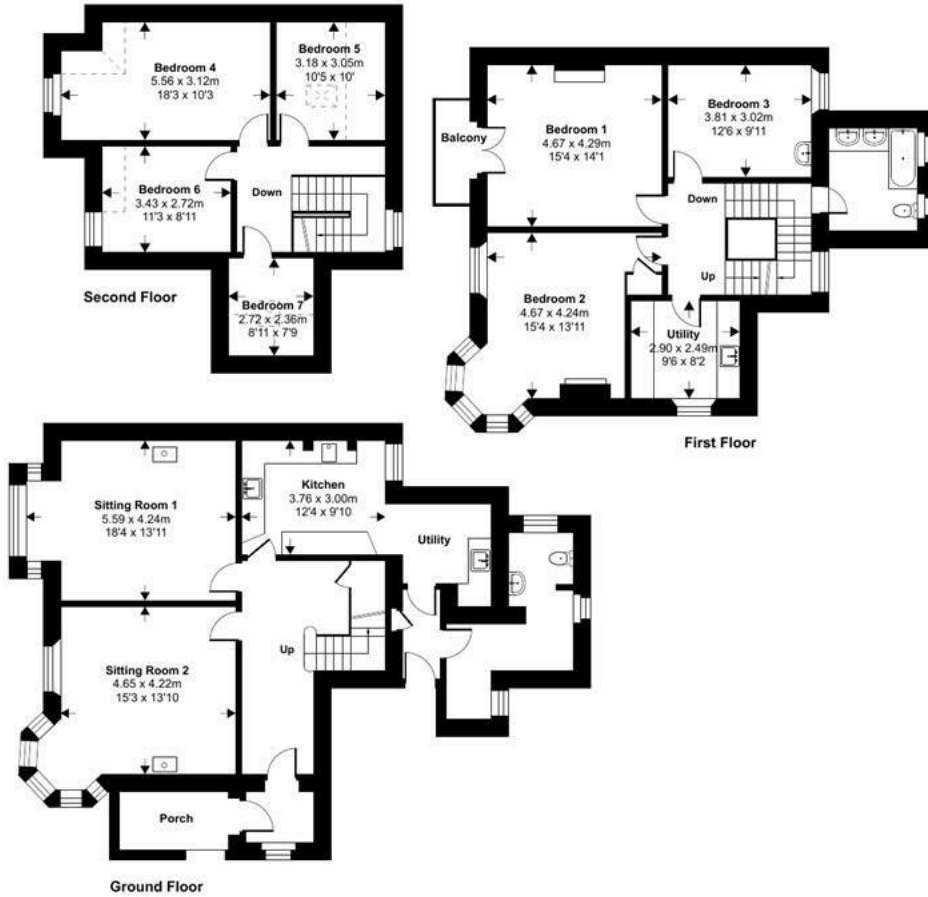 Bedroom 4
5.56 x 3.12m
18'3 x 10'3
Bedroom 5
3.18 x 3.05m
10'5 x 10'
Bedroom 6
3.43 x 2.72m
11'3 x 8'11
Down
Bedroom 7
2.72 x 2.36m
8'11 x 7'9
Second Floor
Balcony
Bedroom 1
4.67 x 4.29m
15'4 x 14'1
Bedroom 3
3.81 x 3.02m
12'6 x 9'11
Down
Up
Bedroom 2
4.67 x 4.24m
15'4 x 13'11
Utility
2.90 x 2.49m
9'6 x 8'2
First Floor
Sitting Room 1
5.59 x 4.24m
18'4 x 13'11
Kitchen
3.76 x 3.00m
12'4 x 9'10
Utility
Up
Sitting Room 2
4.65 x 4.22m
15'3 x 13'10
Porch
Ground Floor